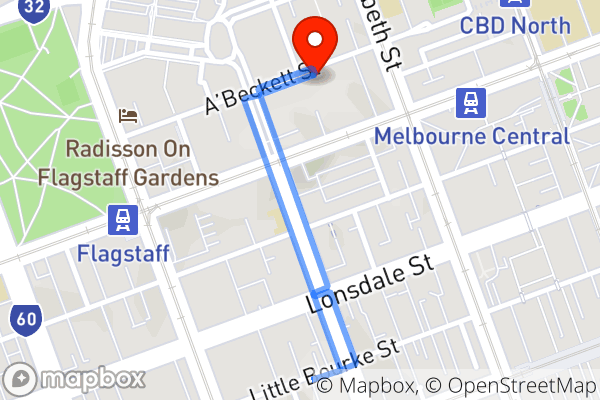 32
CBD North
beth St
A'Beckett St
Melbourne Central
Radisson On
Flagstaff Gardens
Flagstaff
Lonsdale St
60
Little Bourke St
mapbox
© Mapbox, © OpenStreetMap